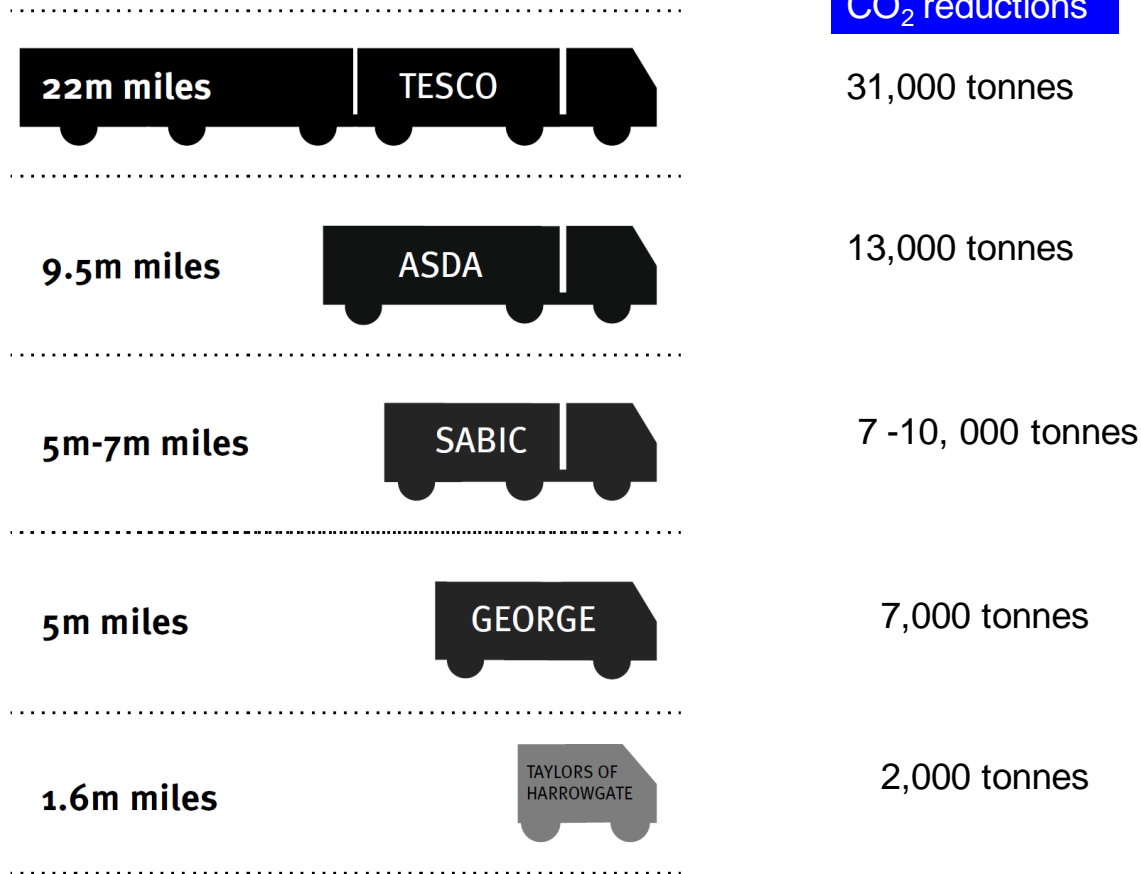 CO₂ reductions
22m miles TESCO 31,000 tonnes
9.5m miles ASDA 13,000 tonnes
5m-7m miles SABIC 7 -10, 000 tonnes
5m miles GEORGE 7,000 tonnes
1.6m miles TAYLORS OF
HARROWGATE 2,000 tonnes